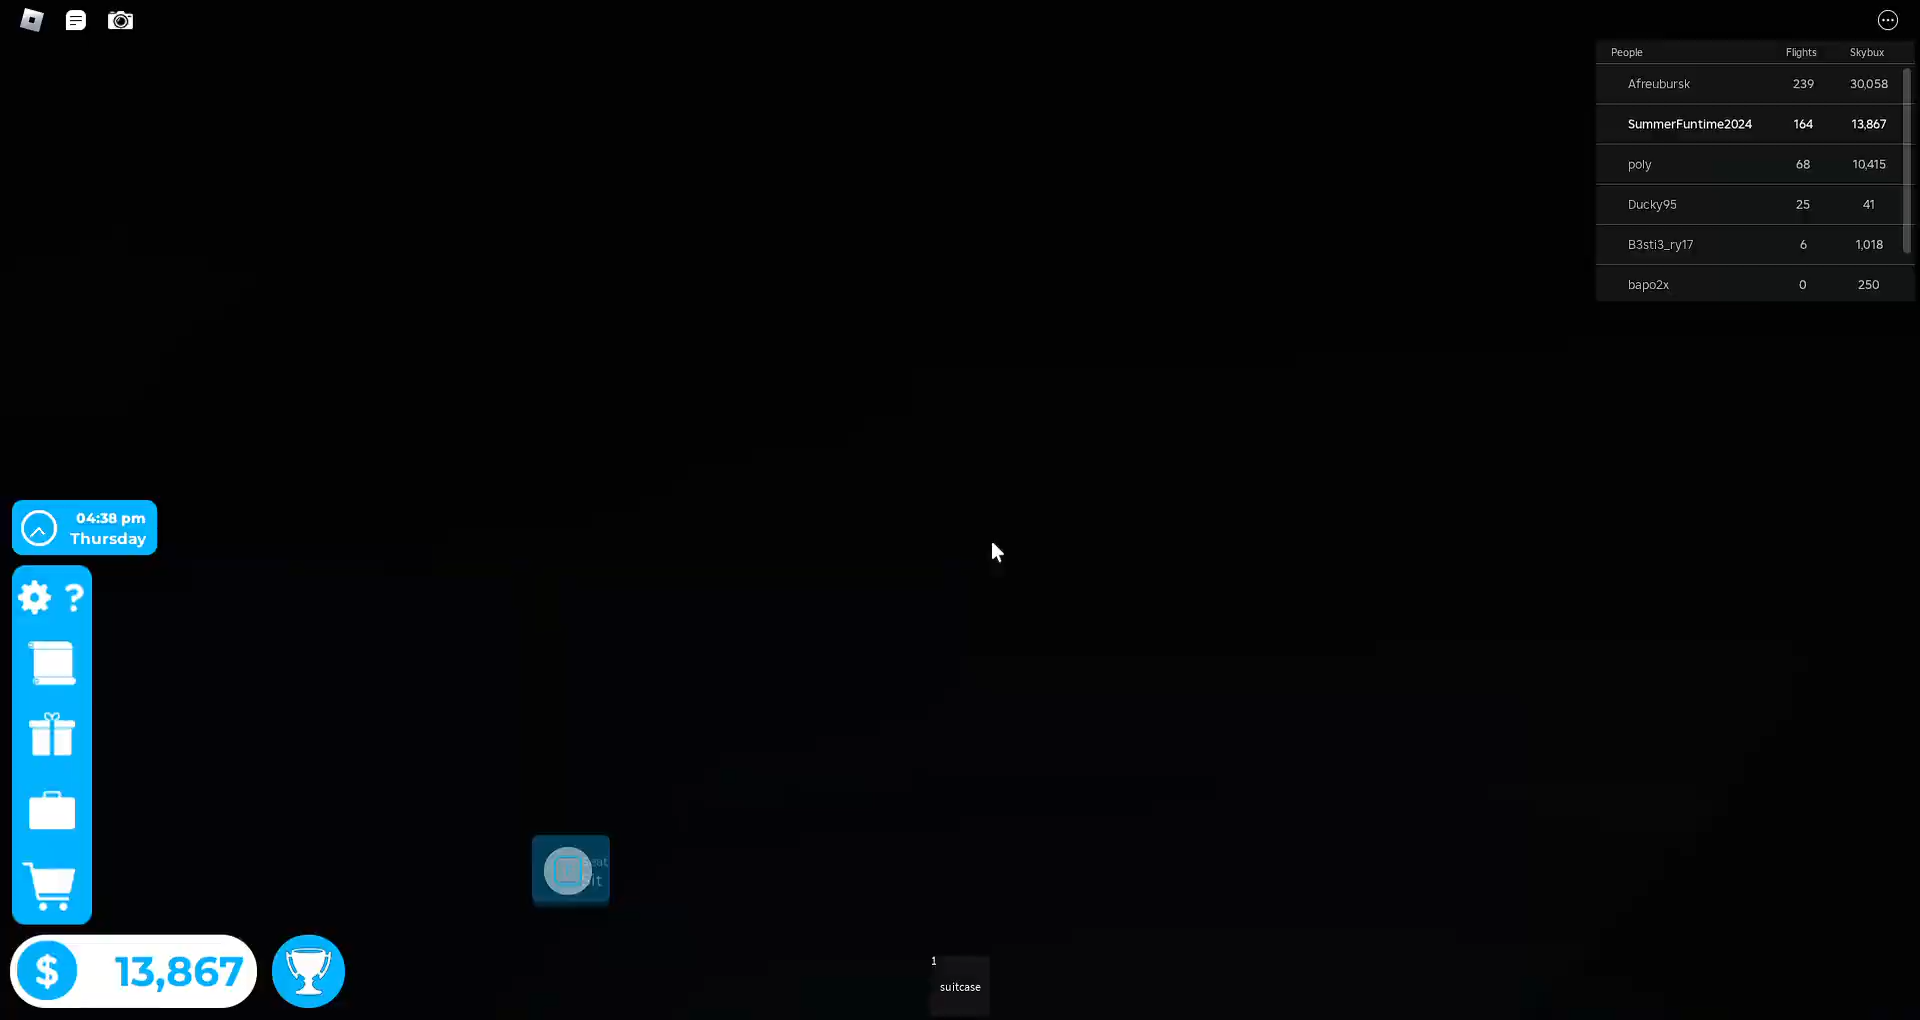 People Flights Skybux
Afreubursk 239 30,058
SummerFuntime2024 164 13,867
poly 68 10,415
Ducky95 25 41
B3sti3_ry17 6 1,018
bapo2x 0 250
04:38 pm
Thursday
?
Sit
$ 13,867
1
suitcase